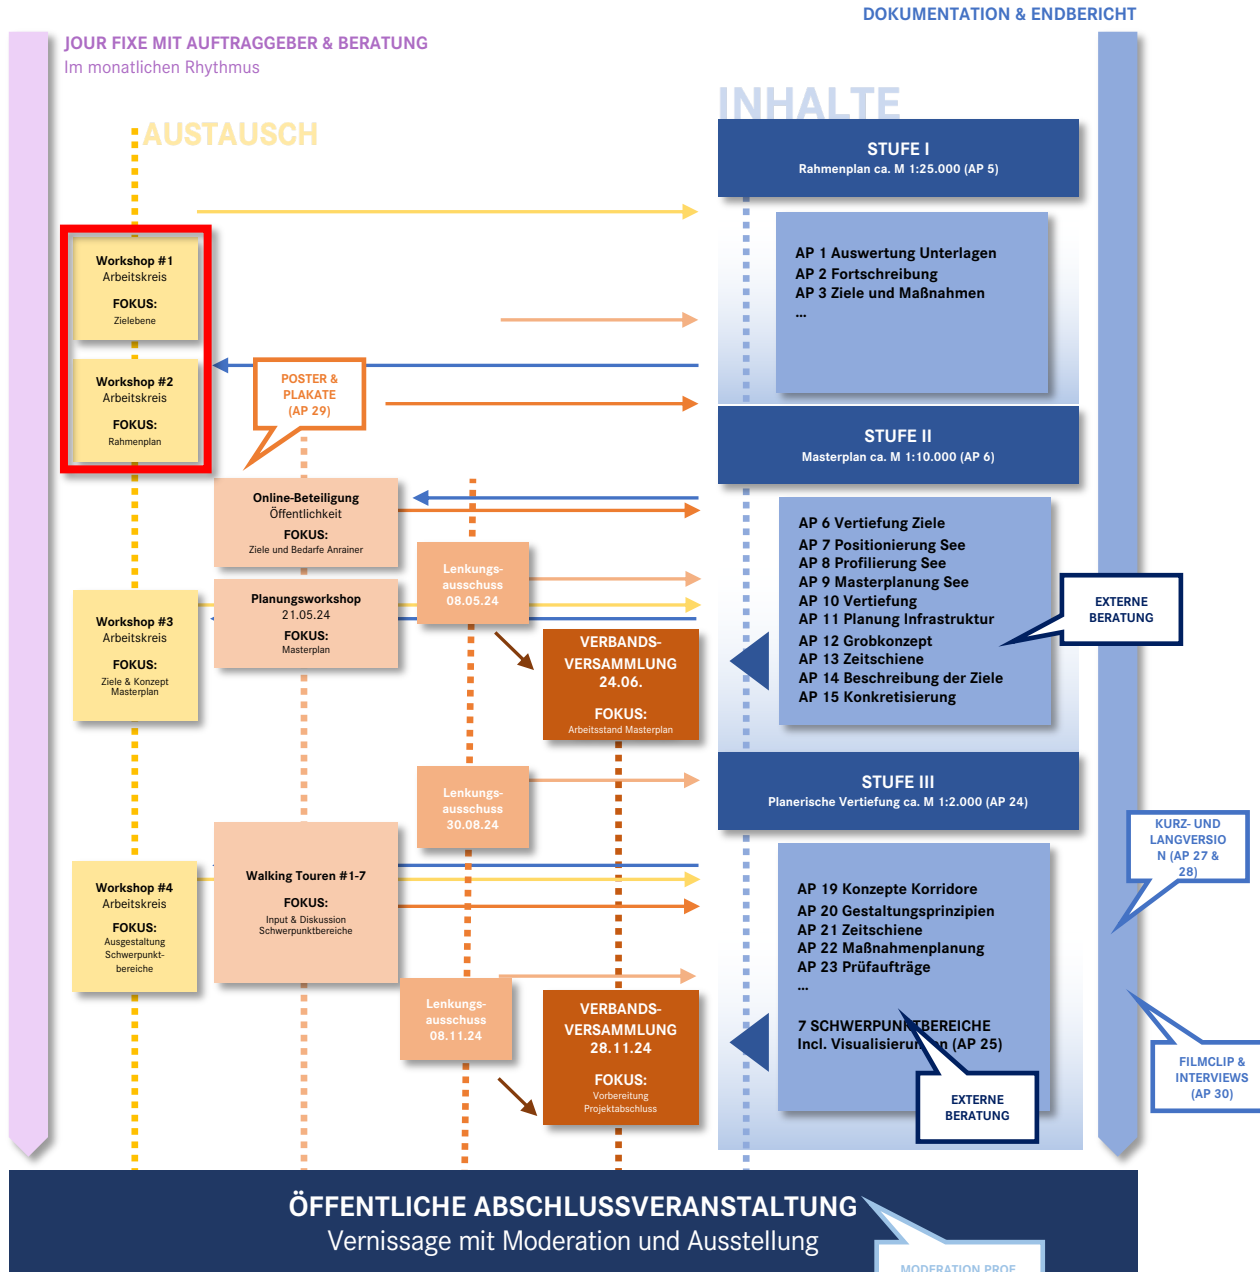 DOKUMENTATION & ENDBERICHT
JOUR FIXE MIT AUFTRAGGEBER & BERATUNG
Im monatlichen Rhythmus
AUSTAUSCH
INHALTE
STUFE I
Rahmenplan ca. M 1:25.000 (AP 5)
Workshop #1
Arbeitskreis
FOKUS:
Zielebene
AP 1 Auswertung Unterlagen
AP 2 Fortschreibung
AP 3 Ziele und Maßnahmen
...
Workshop #2
Arbeitskreis
FOKUS:
Rahmenplan
POSTER &
PLAKATE
(AP 29)
STUFE II
Masterplan ca. M 1:10.000 (AP 6)
Online-Beteiligung
Öffentlichkeit
FOKUS:
Ziele und Bedarfe Anrainer
Lenkungs-
ausschuss
08.05.24
AP 6 Vertiefung Ziele
AP 7 Positionierung See
AP 8 Profilierung See
AP 9 Masterplanung See
AP 10 Vertiefung
AP 11 Planung Infrastruktur
AP 12 Grobkonzept
AP 13 Zeitschiene
AP 14 Beschreibung der Ziele
AP 15 Konkretisierung
EXTERNE
BERATUNG
Planungsworkshop
21.05.24
FOKUS:
Masterplan
Workshop #3
Arbeitskreis
FOKUS:
Ziele & Konzept
Masterplan
VERBANDS-
VERSAMMLUNG
24.06.
FOKUS:
Arbeitsstand Masterplan
Lenkungs-
ausschuss
30.08.24
STUFE III
Planerische Vertiefung ca. M 1:2.000 (AP 24)
KURZ- UND
LANGVERSIO
N (AP 27 &
28)
Walking Touren #1-7
FOKUS:
Input & Diskussion
Schwerpunktbereiche
Workshop #4
Arbeitskreis
FOKUS:
Ausgestaltung
Schwerpunkt-
bereiche
AP 19 Konzepte Korridore
AP 20 Gestaltungsprinzipien
AP 21 Zeitschiene
AP 22 Maßnahmenplanung
AP 23 Prüfaufträge
...
7 SCHWERPUNKTBEREICHE
Incl. Visualisierungen (AP 25)
Lenkungs-
ausschuss
08.11.24
VERBANDS-
VERSAMMLUNG
28.11.24
FOKUS:
Vorbereitung
Projektabschluss
EXTERNE
BERATUNG
FILMCLIP &
INTERVIEWS
(AP 30)
ÖFFENTLICHE ABSCHLUSSVERANSTALTUNG
Vernissage mit Moderation und Ausstellung
MODERATION PROF.